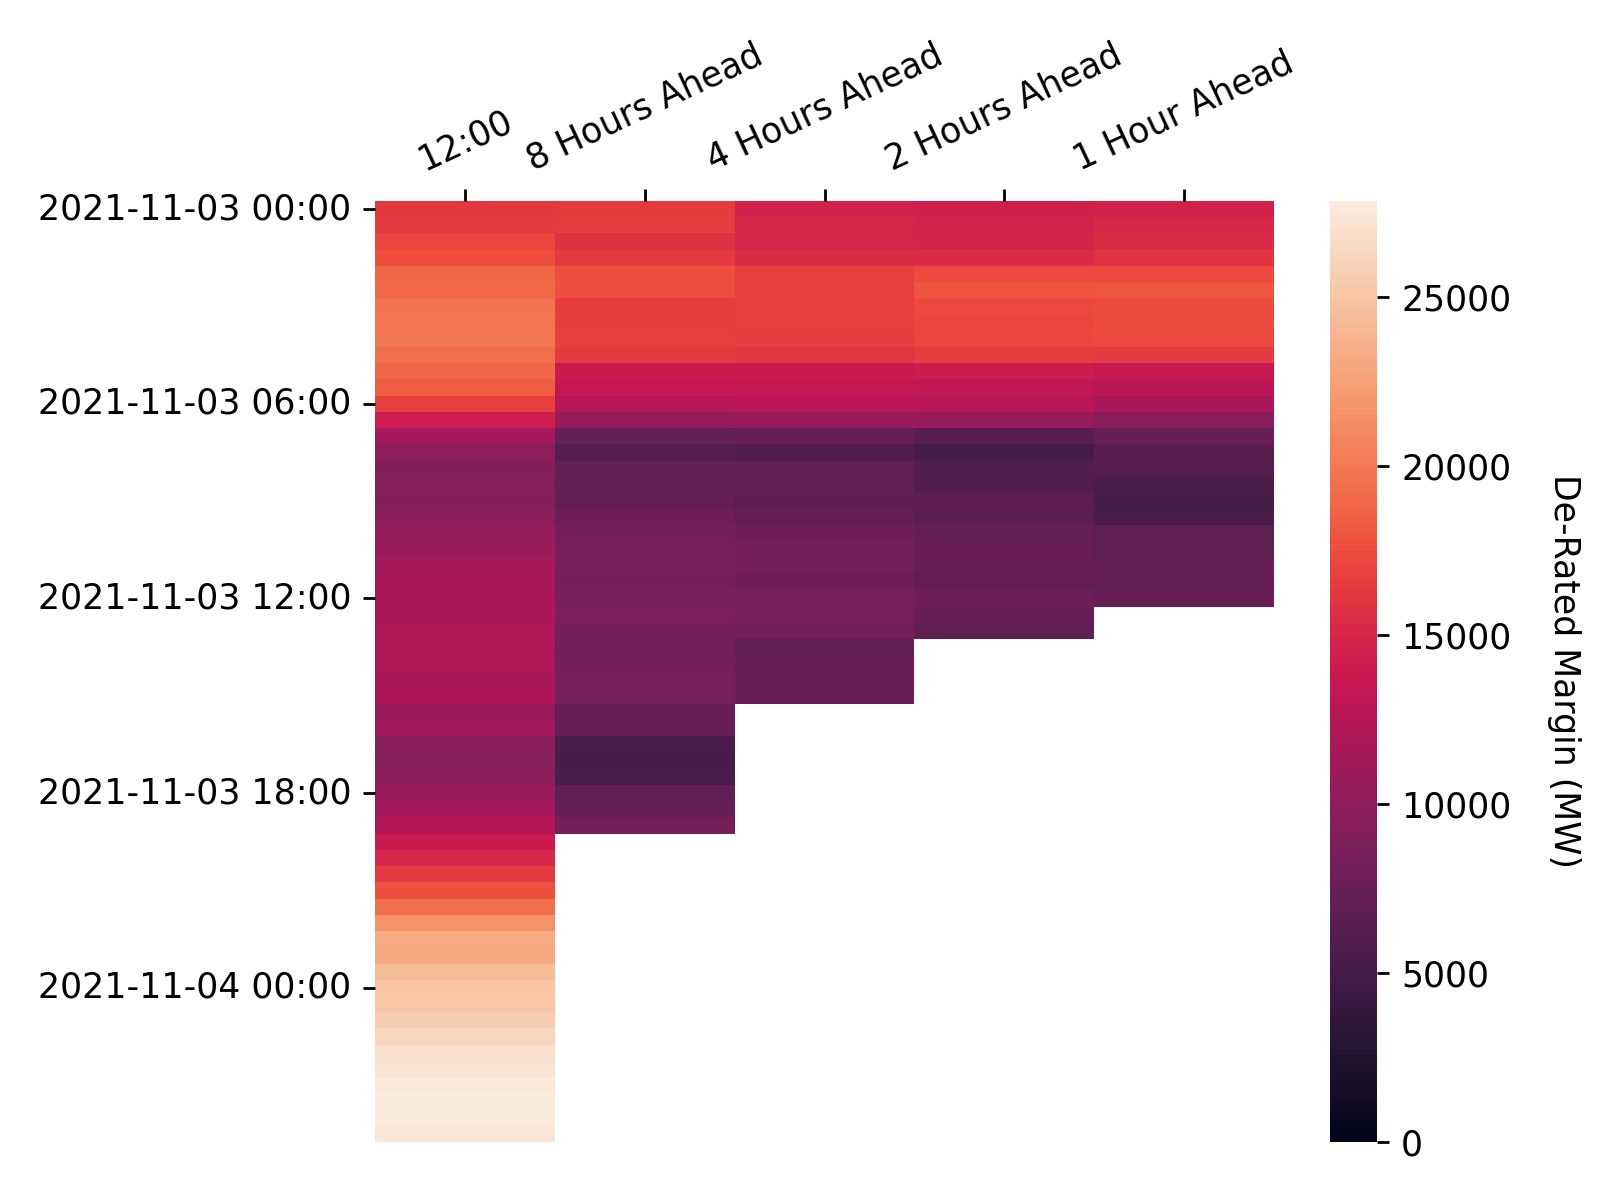 12:00
8 Hours Ahead
4 Hours Ahead
2 Hours Ahead
1 Hour Ahead
2021-11-03 00:00
2021-11-03 06:00
2021-11-03 12:00
2021-11-03 18:00
2021-11-04 00:00
25000
20000
15000
10000
5000
0
De-Rated Margin (MW)